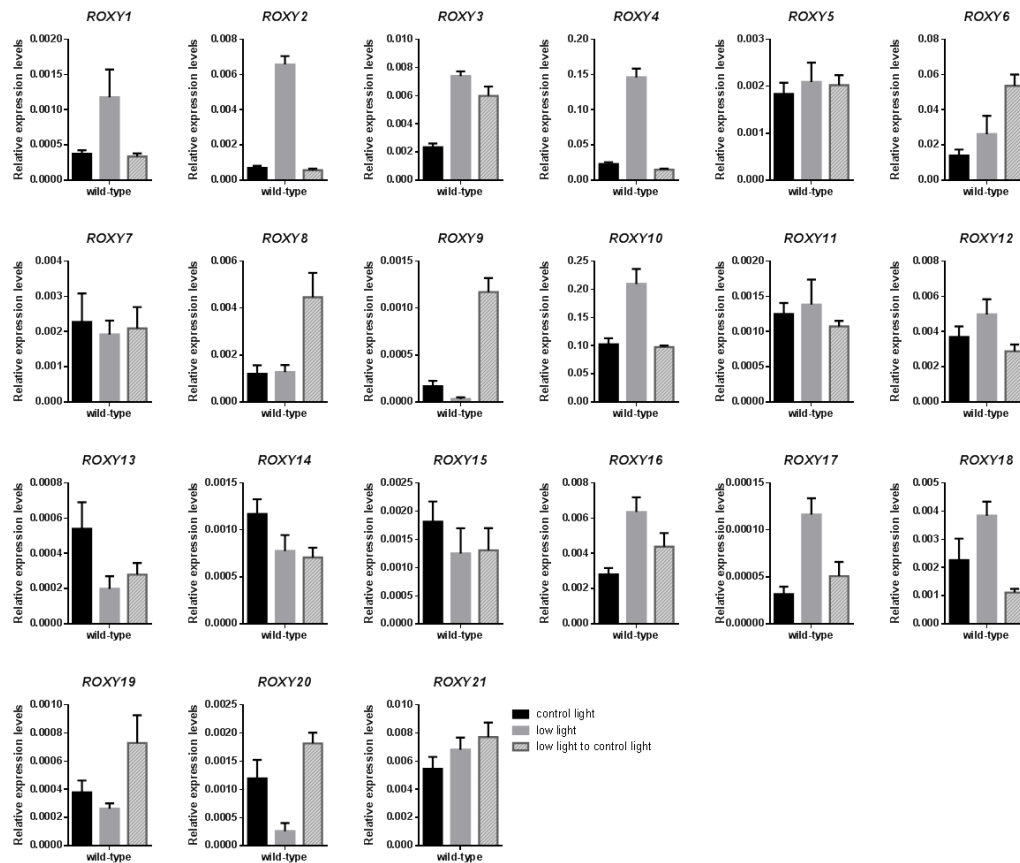 ROXY1 ROXY2 ROXY3 ROXY4 ROXY5 ROXY6
Relative expression levels Relative expression levels Relative expression levels Relative expression levels Relative expression levels Relative expression levels
0.0020 0.008 0.010 0.20 0.003 0.08
0.0015 0.006 0.008 0.15 0.002 0.06
0.0010 0.004 0.006 0.10 0.001 0.04
0.0005 0.002 0.004 0.05 0.000 0.02
0.0000 0.000 0.002 0.00 0.00
0.000
wild-type wild-type wild-type wild-type wild-type wild-type
ROXY7 ROXY8 ROXY9 ROXY10 ROXY11 ROXY12
Relative expression levels Relative expression levels Relative expression levels Relative expression levels Relative expression levels Relative expression levels
0.004 0.006 0.0015 0.25 0.0020 0.008
0.003 0.004 0.0010 0.20 0.0015 0.006
0.002 0.002 0.0005 0.15 0.0010 0.004
0.001 0.000 0.0000 0.10 0.0005 0.002
0.000 0.05 0.0000 0.000
0.00
wild-type wild-type wild-type wild-type wild-type wild-type
ROXY13 ROXY14 ROXY15 ROXY16 ROXY17 ROXY18
Relative expression levels Relative expression levels Relative expression levels Relative expression levels Relative expression levels Relative expression levels
0.0008 0.0015 0.0025 0.008 0.00015 0.005
0.0006 0.0010 0.0020 0.006 0.00010 0.004
0.0004 0.0005 0.0015 0.004 0.00005 0.003
0.0002 0.0000 0.0010 0.002 0.00000 0.002
0.0000 0.0005 0.000 0.001
0.0000 0.000
wild-type wild-type wild-type wild-type wild-type wild-type
ROXY19 ROXY20 ROXY21
Relative expression levels Relative expression levels Relative expression levels
0.0010 0.0025 0.010
0.0008 0.0020 0.008
0.0006 0.0015 0.006
0.0004 0.0010 0.004
0.0002 0.0005 0.002
0.0000 0.0000 0.000
wild-type wild-type wild-type
control light
low light
low light to control light